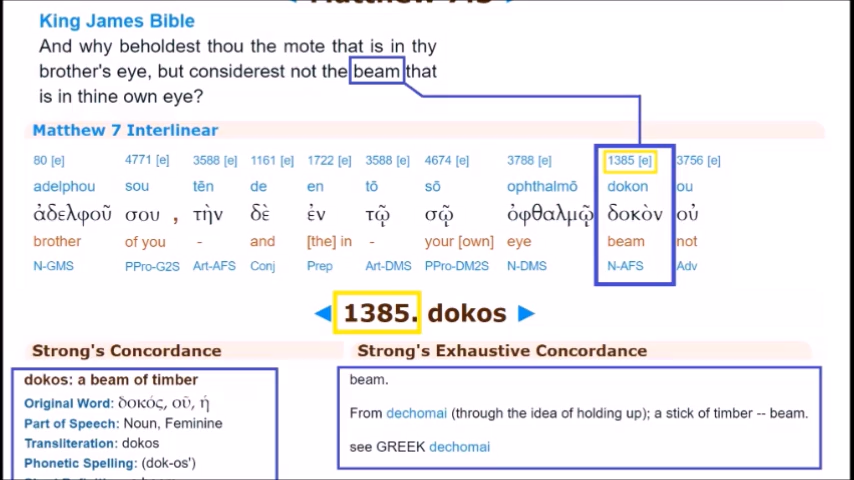 Matthew 7:3
King James Bible
And why beholdest thou the mote that is in thy
brother's eye, but considerest not the beam that
is in thine own eye?
Matthew 7 Interlinear
80 [e] 4771 [e] 3588 [e] 1161 [e] 1722 [e] 3588 [e] 4674 [e] 3788 [e] 1385 [e] 3756 [e]
adelphou sou tēn de en tō sō ophthalmō dokon ou
ἀδελφοῦ σου , τὴν δὲ ἐν τῷ σῷ ὀφθαλμῷ δοκὸν οὐ
brother of you - and [the] in - your [own] eye beam not
N-GMS PPro-G2S Art-AFS Conj Prep Art-DMS PPro-DM2S N-DMS N-AFS Adv
◄ 1385. dokos ►
Strong's Concordance
dokos: a beam of timber
Original Word: δοκός, οῦ, ἡ
Part of Speech: Noun, Feminine
Transliteration: dokos
Phonetic Spelling: (dok-os')
Strong's Exhaustive Concordance
beam.
From dechomai (through the idea of holding up); a stick of timber -- beam.
see GREEK dechomai